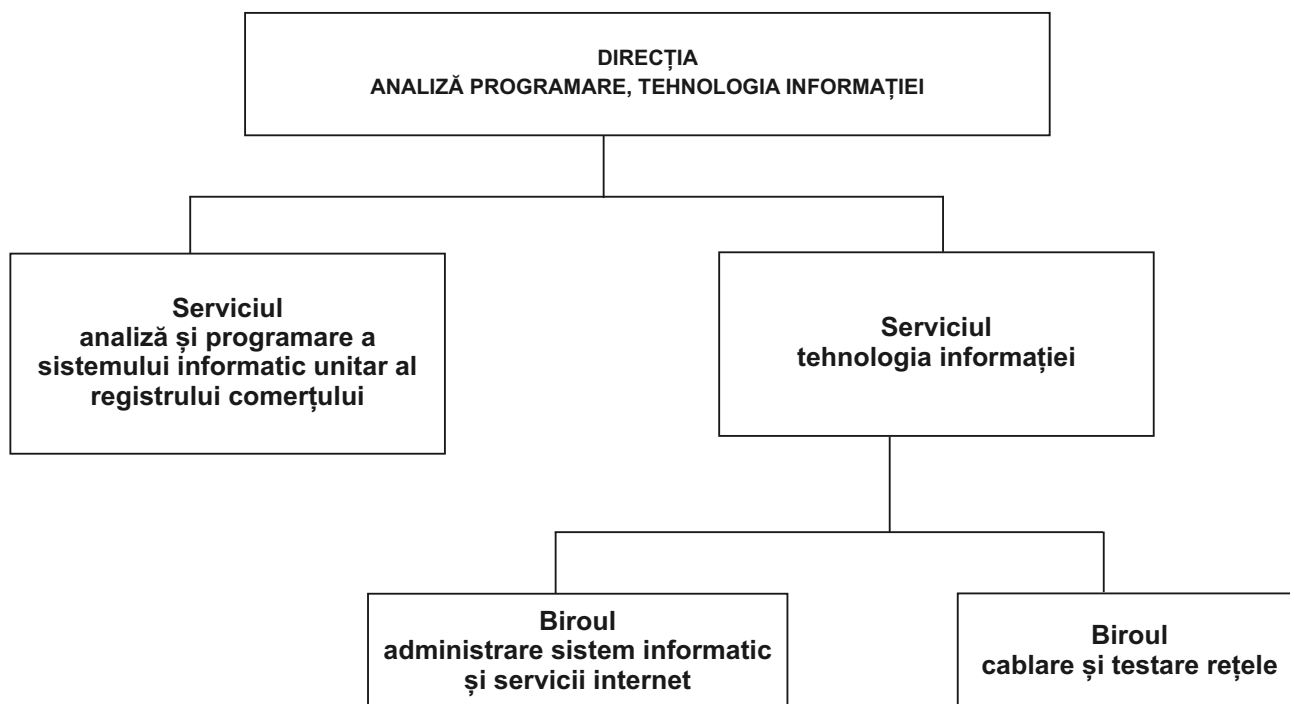 DIRECȚIA
ANALIZĂ PROGRAMARE, TEHNOLOGIA INFORMAȚIEI
Serviciul
analiză și programare a
sistemului informatic unitar al
registrului comerțului
Serviciul
tehnologia informației
Biroul
administrare sistem informatic
și servicii internet
Biroul
cablare și testare rețele